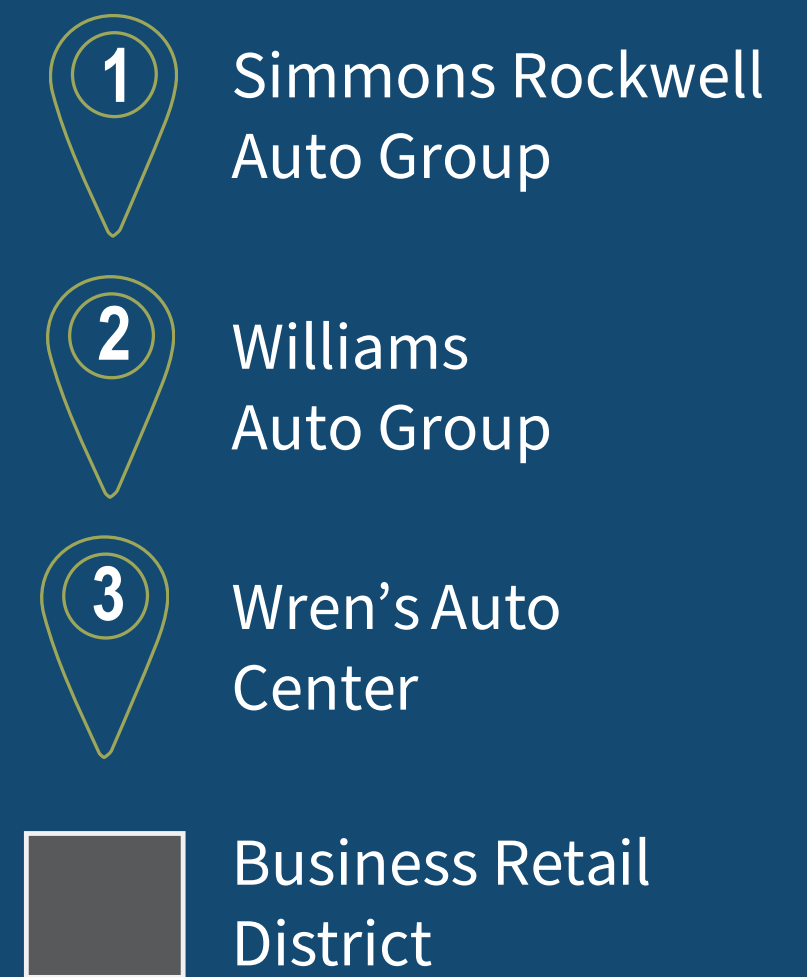 1
Simmons Rockwell
Auto Group
2
Williams
Auto Group
3
Wren’s Auto
Center
Business Retail
District